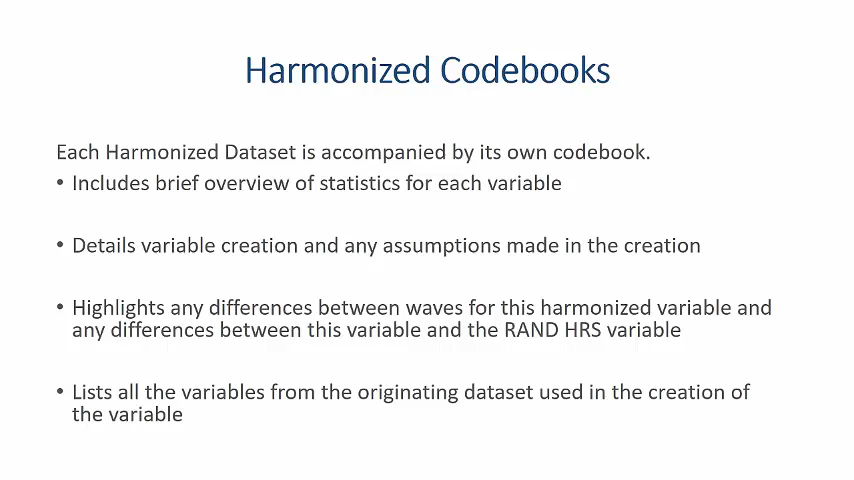 Harmonized Codebooks
Each Harmonized Dataset is accompanied by its own codebook.
• Includes brief overview of statistics for each variable
• Details variable creation and any assumptions made in the creation
• Highlights any differences between waves for this harmonized variable and
any differences between this variable and the RAND HRS variable
• Lists all the variables from the originating dataset used in the creation of
the variable